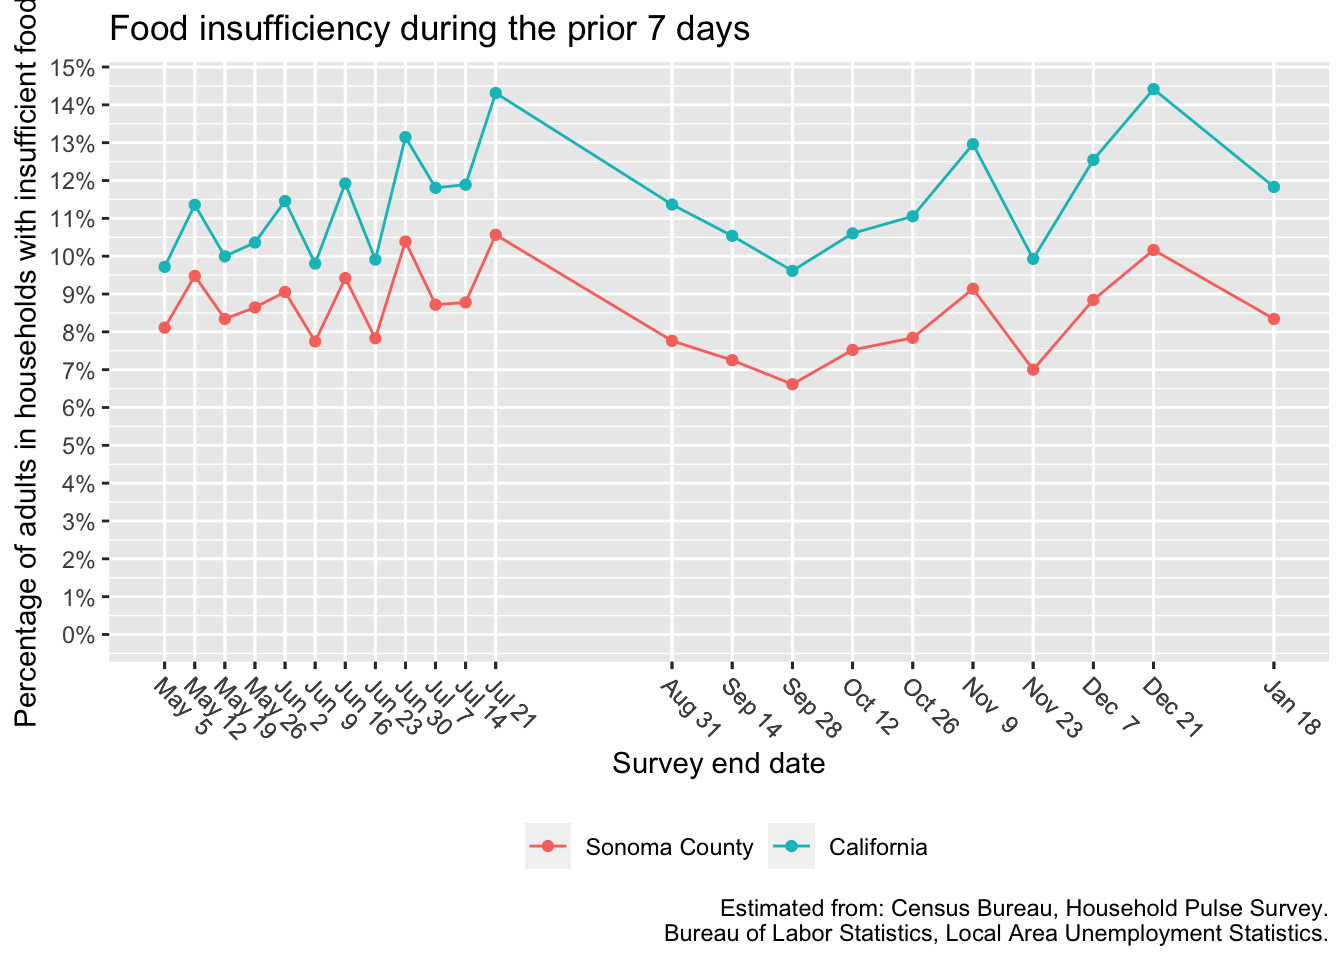 Food insufficiency during the prior 7 days
Percentage of adults in households with insufficient food
15%
14%
13%
12%
11%
10%
9%
8%
7%
6%
5%
4%
3%
2%
1%
0%
May 5
May 12
May 19
May 26
Jun 2
Jun 9
Jun 16
Jun 23
Jun 30
Jul 7
Jul 14
Jul 21
Aug 31
Sep 14
Sep 28
Oct 12
Oct 26
Nov 9
Nov 23
Dec 7
Dec 21
Jan 18
Survey end date
Sonoma County
California
Estimated from: Census Bureau, Household Pulse Survey.
Bureau of Labor Statistics, Local Area Unemployment Statistics.